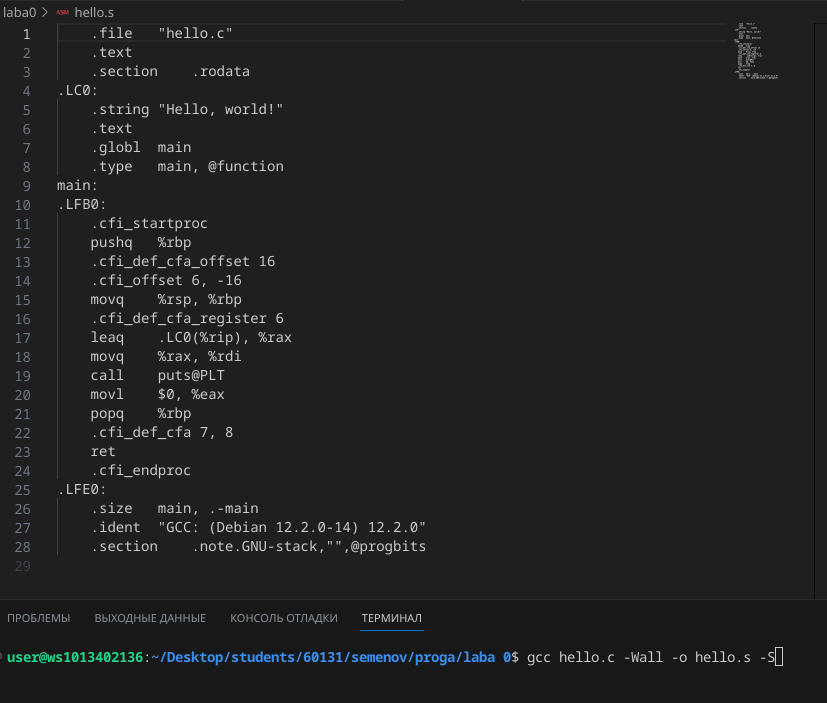 laba0 > ASM hello.s
1 .file "hello.c"
2 .text
3 .section .rodata
4 .LC0:
5 .string "Hello, world!"
6 .text
7 .globl main
8 .type main, @function
9 main:
10 .LFB0:
11 .cfi_startproc
12 pushq %rbp
13 .cfi_def_cfa_offset 16
14 .cfi_offset 6, -16
15 movq %rsp, %rbp
16 .cfi_def_cfa_register 6
17 leaq .LC0(%rip), %rax
18 movq %rax, %rdi
19 call puts@PLT
20 movl $0, %eax
21 popq %rbp
22 .cfi_def_cfa 7, 8
23 ret
24 .cfi_endproc
25 .LFE0:
26 .size main, .-main
27 .ident "GCC: (Debian 12.2.0-14) 12.2.0"
28 .section .note.GNU-stack,"",@progbits
29
ПРОБЛЕМЫ ВЫХОДНЫЕ ДАННЫЕ КОНСОЛЬ ОТЛАДКИ ТЕРМИНАЛ
user@ws1013402136:~/Desktop/students/60131/semenov/proga/laba 0$ gcc hello.c -Wall -o hello.s -S